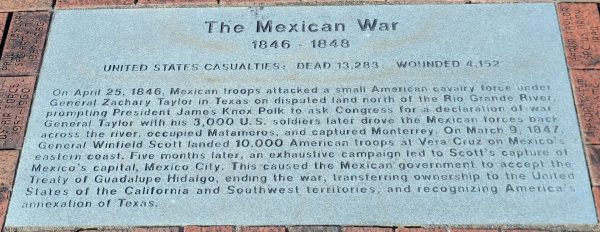 The Mexican War
1846 - 1848
UNITED STATES CASUALTIES: DEAD 13,283 WOUNDED 4,152
On April 25, 1846, Mexican troops attacked a small American cavalry force under
General Zachary Taylor in Texas on disputed land north of the Rio Grande River,
prompting President James Knox Polk to ask Congress for a declaration of war.
General Taylor with his 3,000 U.S. soldiers later drove the Mexican forces back
across the river, occupied Matamoros, and captured Monterrey. On March 9, 1847
General Winfield Scott landed 10,000 American troops at Vera Cruz on Mexico's
eastern coast. Five months later, an exhaustive campaign led to Scott's capture of
Mexico's capital, Mexico City. This caused the Mexican government to accept the
Treaty of Guadalupe Hidalgo, ending the war, transferring ownership to the United
States of the California and Southwest territories, and recognizing America's
annexation of Texas.